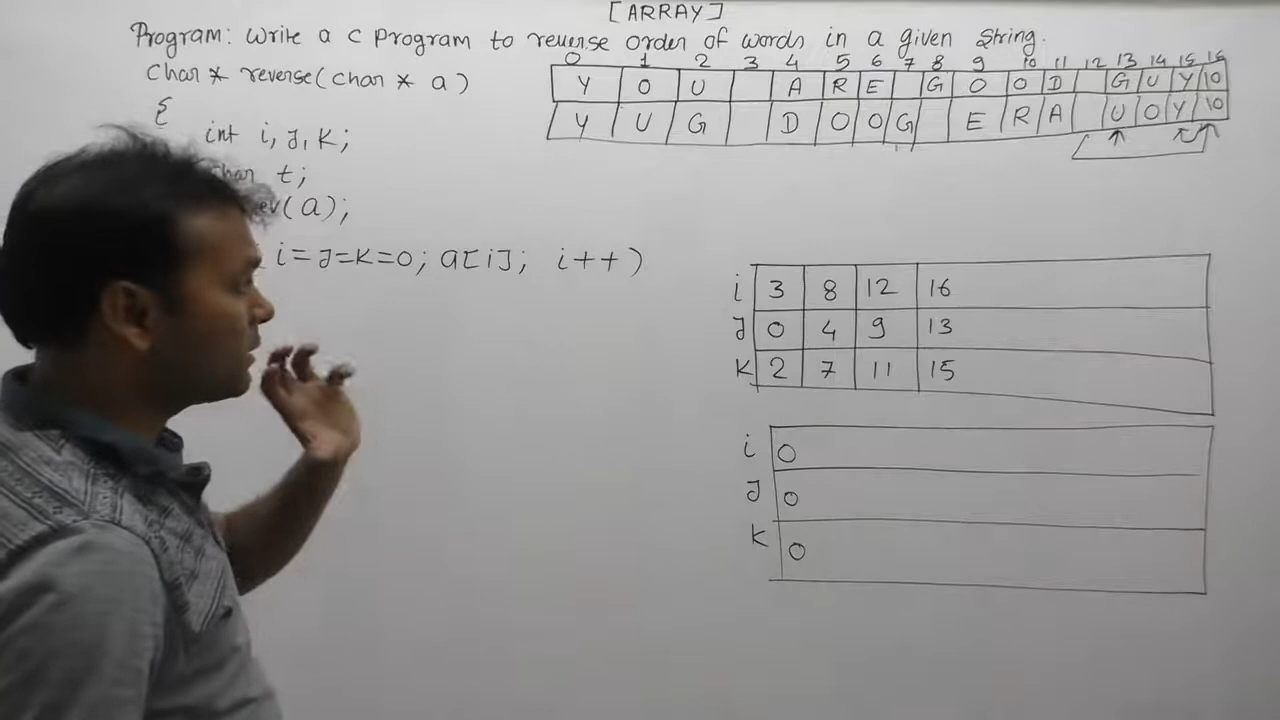 [ARRAY]
Program: Write a C program to reverse order of words in a given string.
Char* reverse(char* a)
{
int i, J, K;
t;
(a);
i=J=K=0; a[i]; i++)
0 1 2 3 4 5 6 7 8 9 10 11 12 13 14 15 16
Y O U A R E G O O D G U Y \0
Y U G D O O G E R A U O Y \0
i 3 8 12 16
J 0 4 9 13
K 2 7 11 15
i 0
J 0
K 0